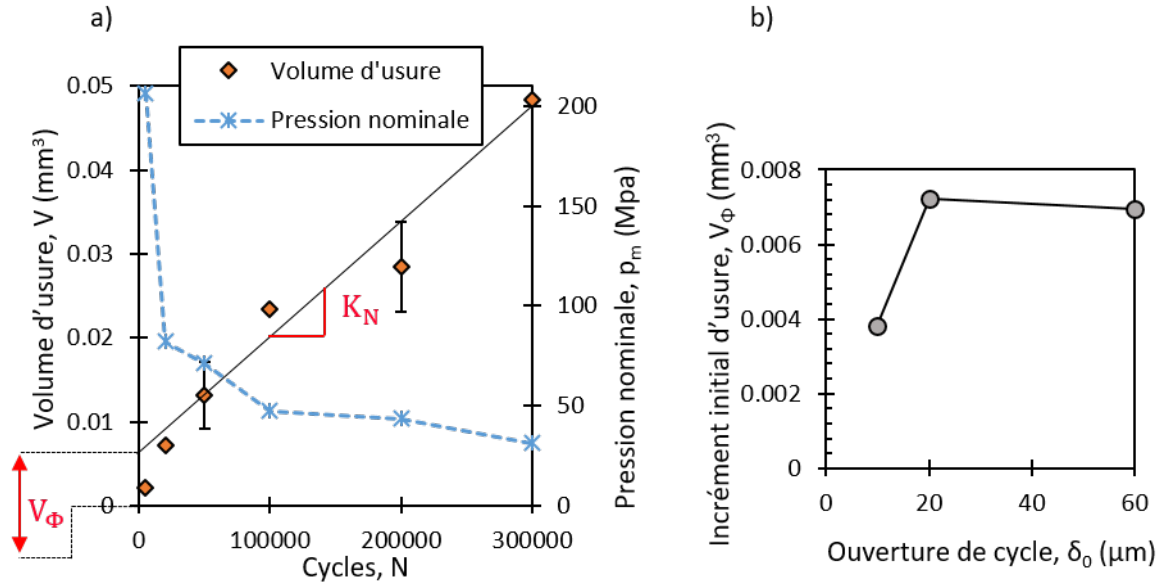 a)
Volume d'usure
Pression nominale
Volume d'usure, V (mm³)
0.05
0.04
0.03
0.02
0.01
0
K_N
V_Φ
0
100000
200000
300000
Cycles, N
200
150
100
50
0
Pression nominale, p_m (Mpa)
b)
Incrément initial d'usure, V_Φ (mm³)
0.008
0.006
0.004
0.002
0
0
20
40
60
Ouverture de cycle, δ₀ (µm)